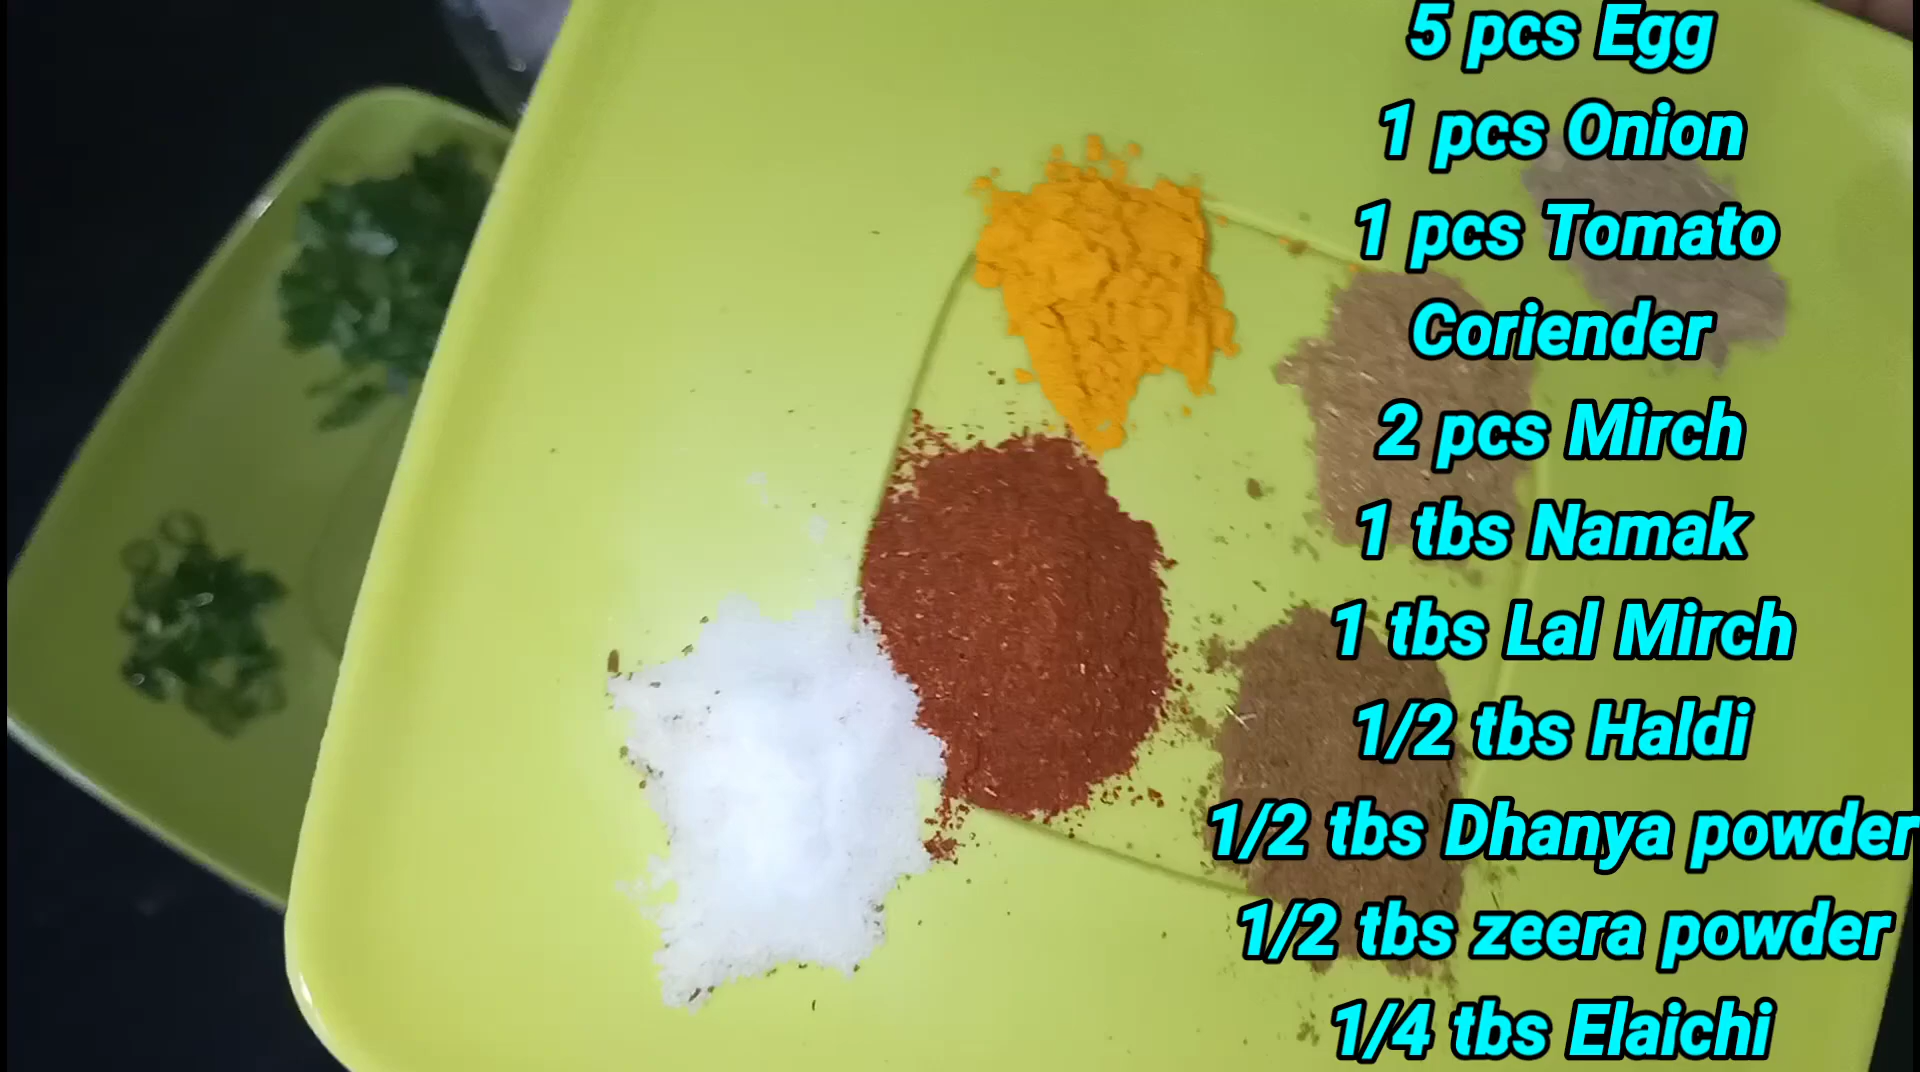 5 pcs Egg
1 pcs Onion
1 pcs Tomato
Coriender
2 pcs Mirch
1 tbs Namak
1 tbs Lal Mirch
1/2 tbs Haldi
1/2 tbs Dhanya powder
1/2 tbs zeera powder
1/4 tbs Elaichi